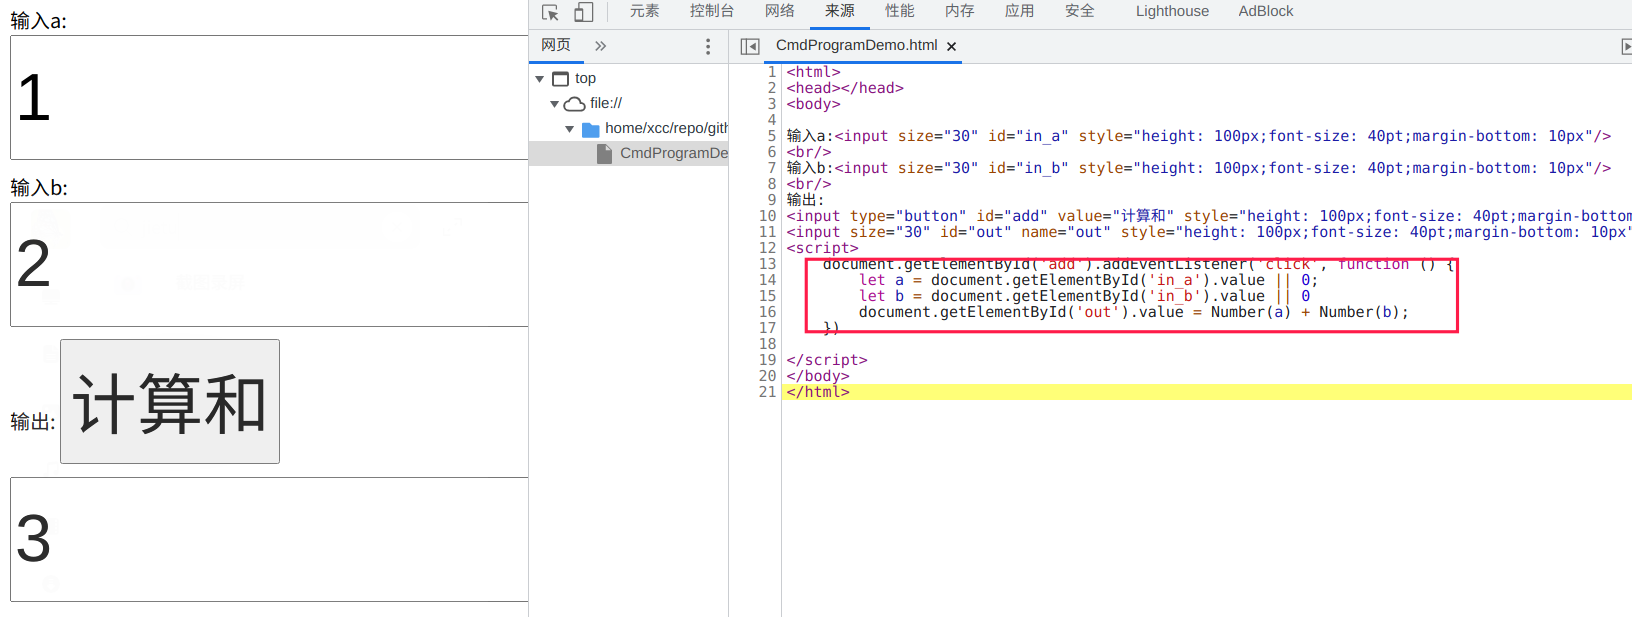 输入a:
1
输入b:
2
输出: 计算和
3
元素 控制台 网络 来源 性能 内存 应用 安全 Lighthouse AdBlock
网页
CmdProgramDemo.html
top
file://
home/xcc/repo/gith
CmdProgramDe
1 <html>
2 <head></head>
3 <body>
4
5 输入a:<input size="30" id="in_a" style="height: 100px;font-size: 40pt;margin-bottom: 10px"/>
6 <br/>
7 输入b:<input size="30" id="in_b" style="height: 100px;font-size: 40pt;margin-bottom: 10px"/>
8 <br/>
9 输出:
10 <input type="button" id="add" value="计算和" style="height: 100px;font-size: 40pt;margin-bottom
11 <input size="30" id="out" name="out" style="height: 100px;font-size: 40pt;margin-bottom: 10px"
12 <script>
13 document.getElementById('add').addEventListener('click', function () {
14 let a = document.getElementById('in_a').value || 0;
15 let b = document.getElementById('in_b').value || 0
16 document.getElementById('out').value = Number(a) + Number(b);
17 })
18
19 </script>
20 </body>
21 </html>